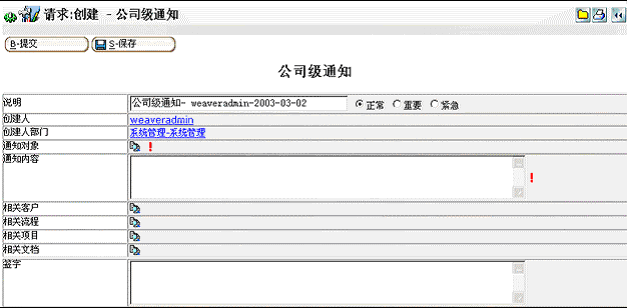 请求:创建 - 公司级通知
B-提交 S-保存
公司级通知
说明 公司级通知- weaveradmin-2003-03-02 正常 重要 紧急
创建人 weaveradmin
创建人部门 系统管理-系统管理
通知对象 !
通知内容 !
相关客户
相关流程
相关项目
相关文档
签字